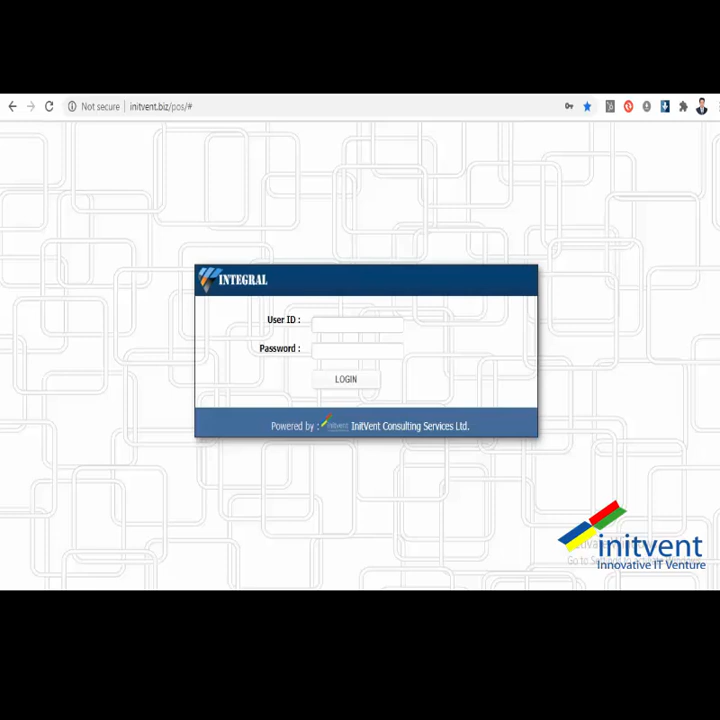 Not secure initvent.biz/pos/#
INTEGRAL
User ID :
Password :
LOGIN
Powered by : initvent InitVent Consulting Services Ltd.
initvent
Innovative IT Venture